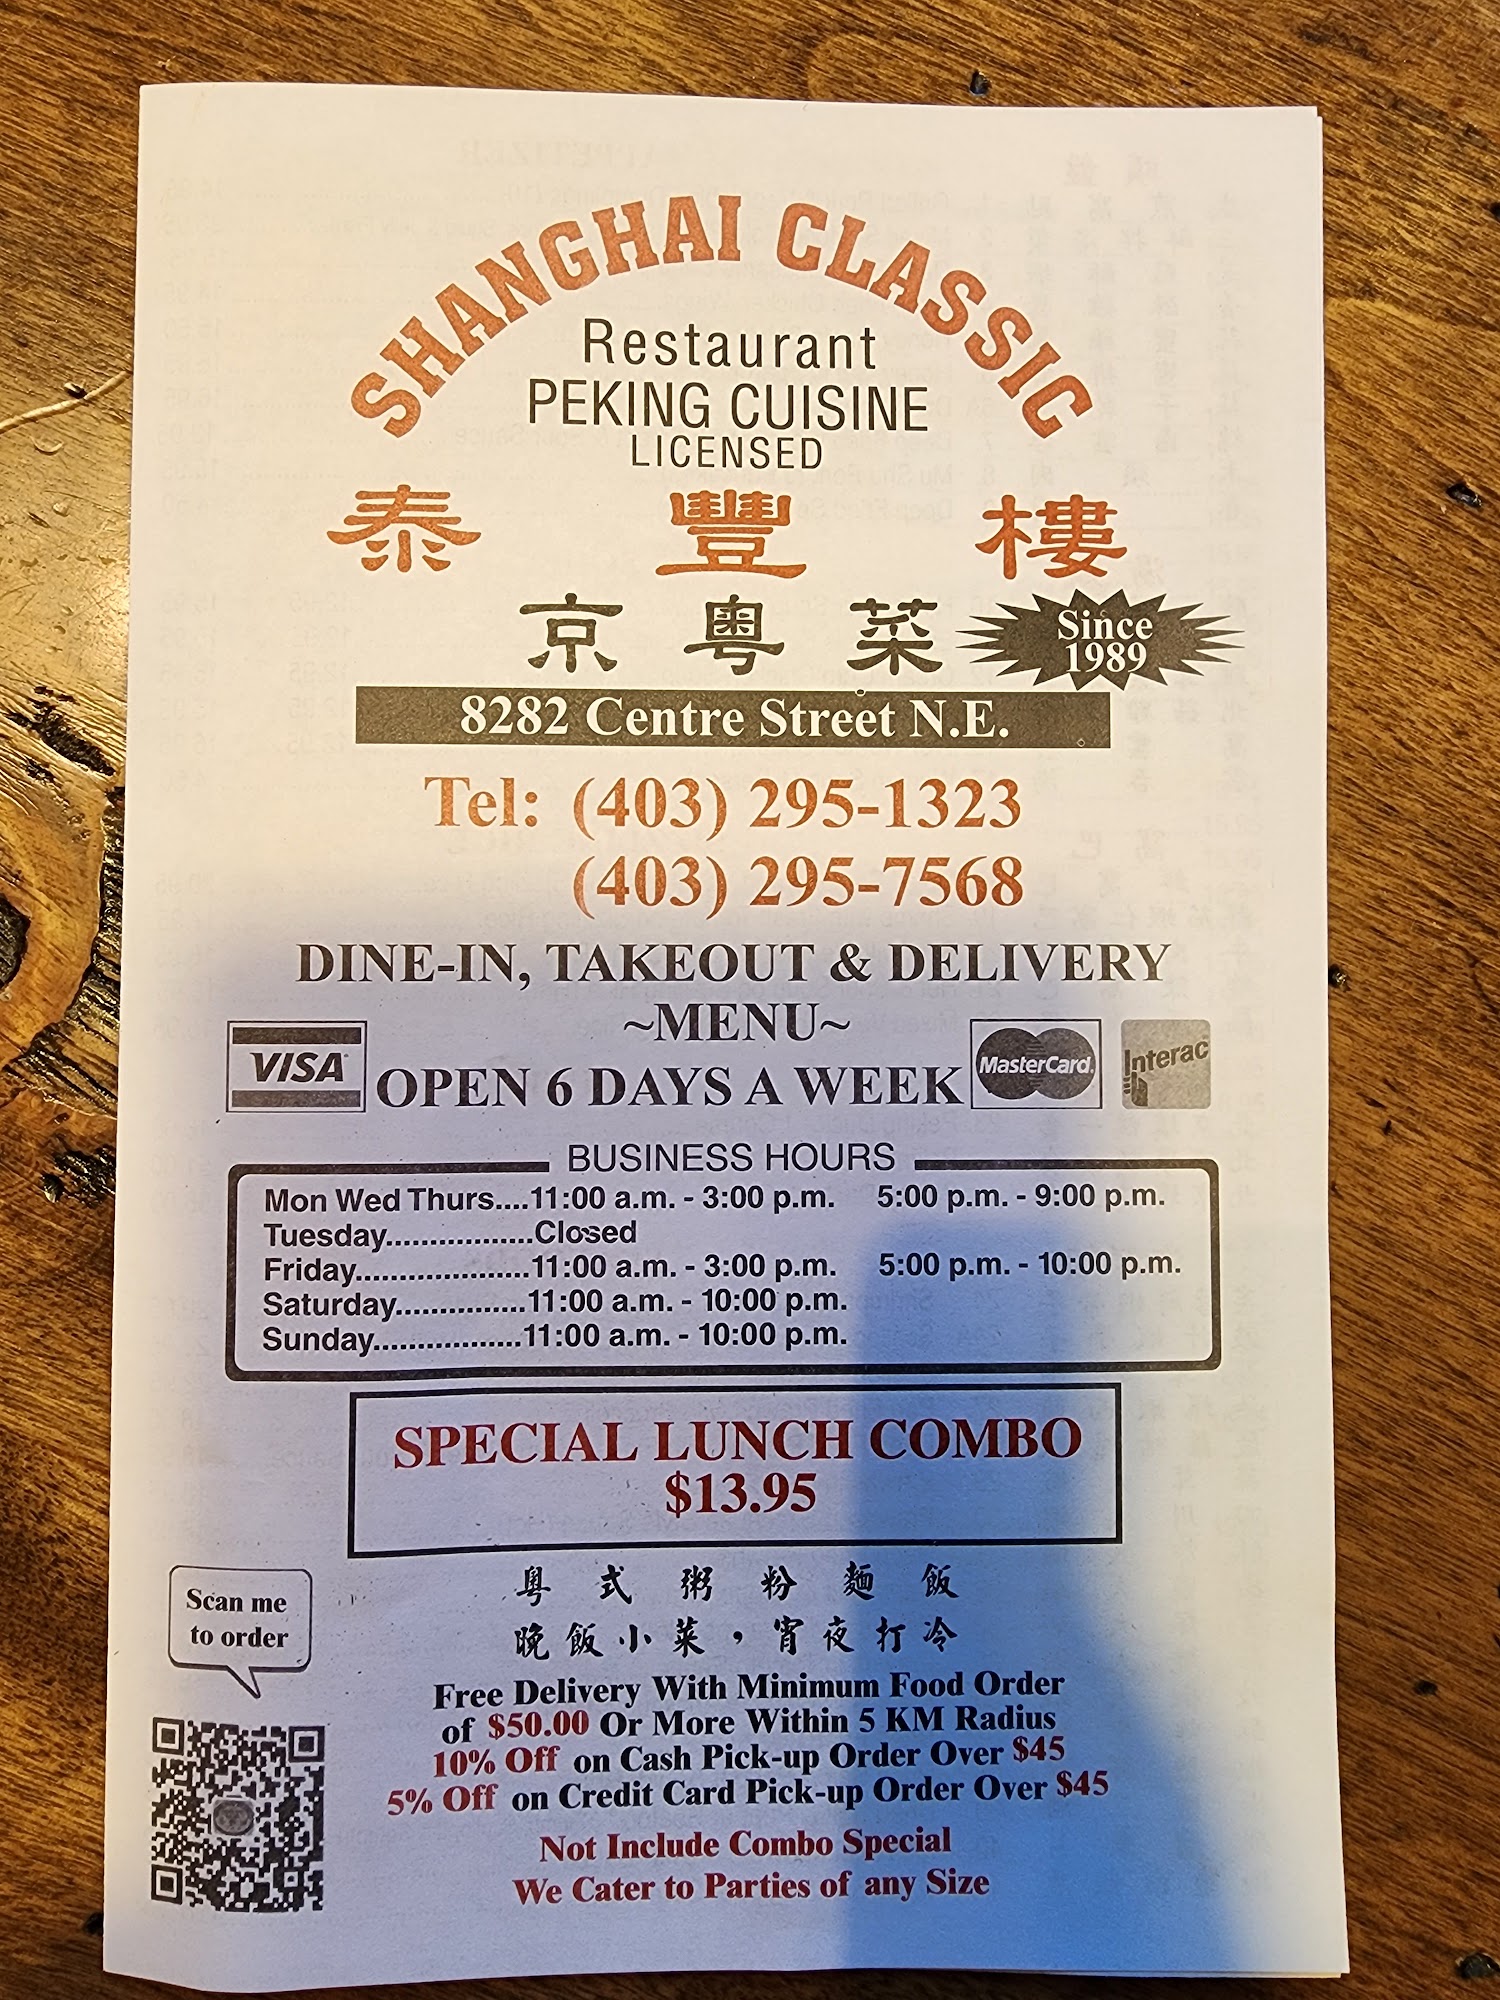 SHANGHAI CLASSIC
Restaurant
PEKING CUISINE
LICENSED
泰豐樓
京粤菜
Since
1989
8282 Centre Street N.E.
Tel: (403) 295-1323
(403) 295-7568
DINE-IN, TAKEOUT & DELIVERY
~MENU~
VISA
OPEN 6 DAYS A WEEK
MasterCard
Interac
BUSINESS HOURS
Mon Wed Thurs....11:00 a.m. - 3:00 p.m. 5:00 p.m. - 9:00 p.m.
Tuesday.................Closed
Friday....................11:00 a.m. - 3:00 p.m. 5:00 p.m. - 10:00 p.m.
Saturday...............11:00 a.m. - 10:00 p.m.
Sunday.................11:00 a.m. - 10:00 p.m.
SPECIAL LUNCH COMBO
$13.95
粤式粥粉麵飯
晚飯小菜，宵夜打冷
Scan me
to order
Free Delivery With Minimum Food Order
of $50.00 Or More Within 5 KM Radius
10% Off on Cash Pick-up Order Over $45
5% Off on Credit Card Pick-up Order Over $45
Not Include Combo Special
We Cater to Parties of any Size